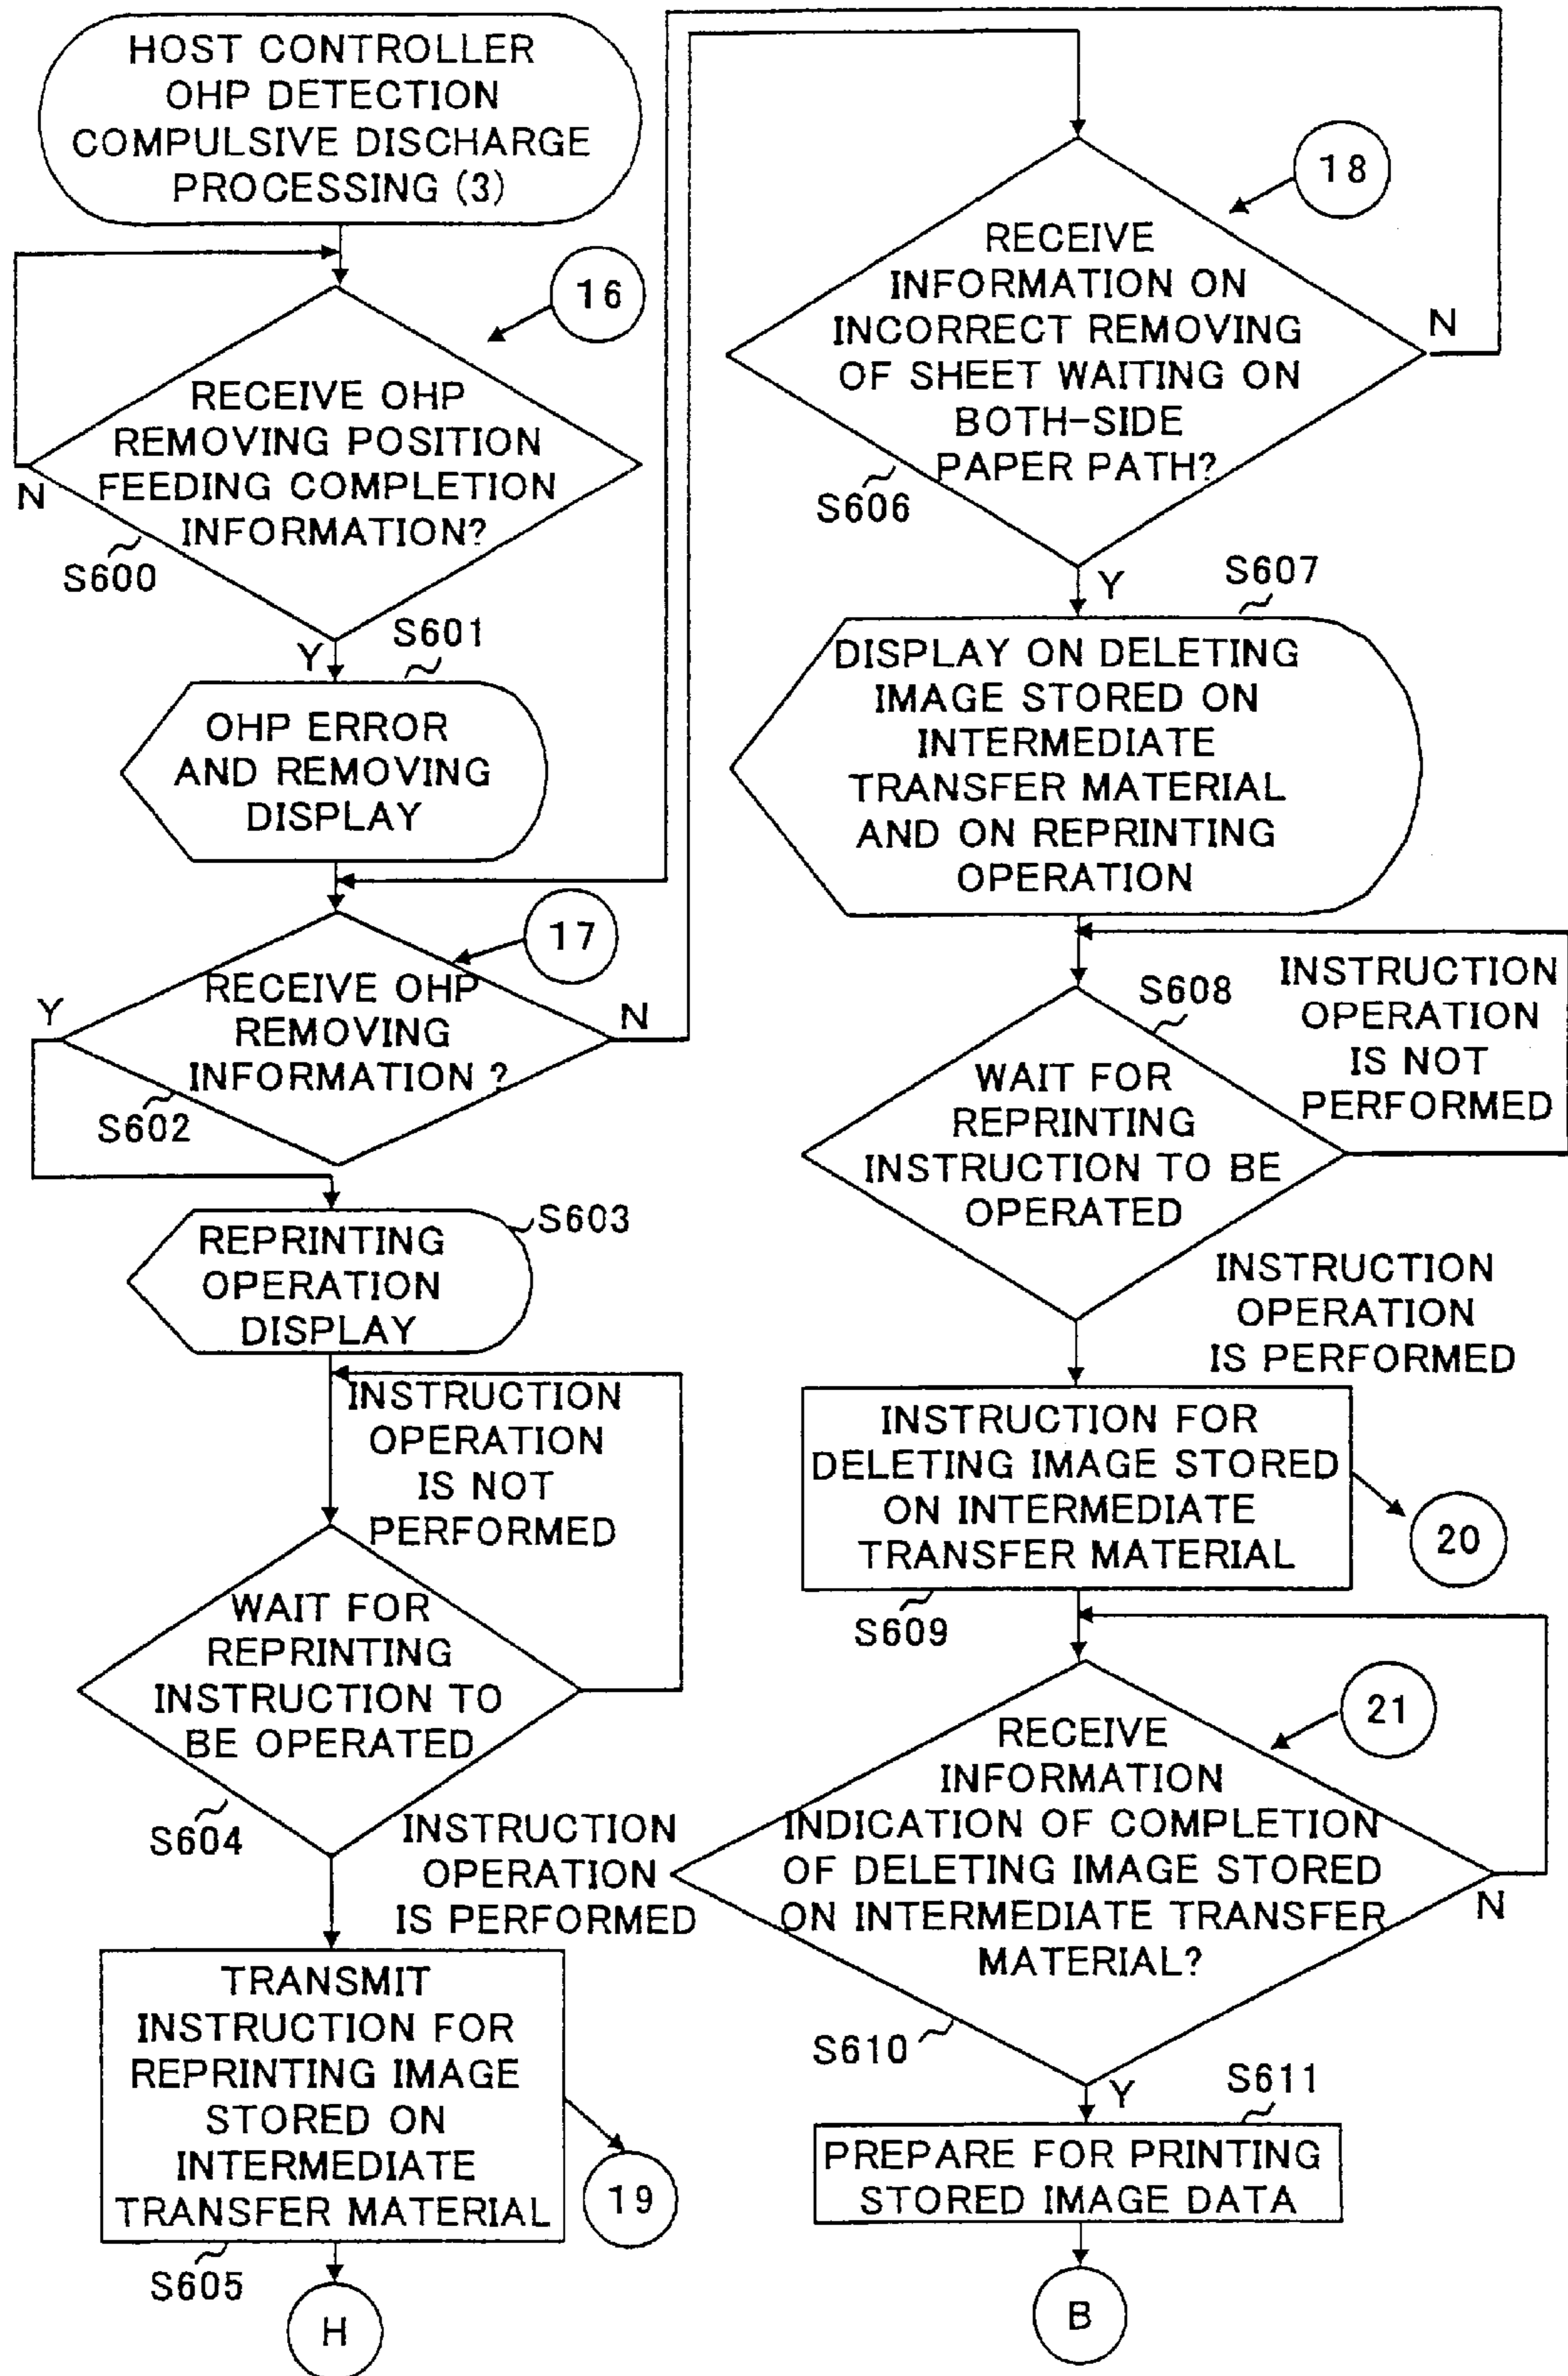 HOST CONTROLLER
OHP DETECTION
COMPULSIVE DISCHARGE
PROCESSING (3)
16
RECEIVE OHP
REMOVING POSITION
FEEDING COMPLETION
INFORMATION?
N
S600
Y
S601
OHP ERROR
AND REMOVING
DISPLAY
17
RECEIVE OHP
REMOVING
INFORMATION ?
Y
N
S602
S603
REPRINTING
OPERATION
DISPLAY
INSTRUCTION
OPERATION
IS NOT
PERFORMED
WAIT FOR
REPRINTING
INSTRUCTION TO
BE OPERATED
S604
INSTRUCTION
OPERATION
IS PERFORMED
TRANSMIT
INSTRUCTION FOR
REPRINTING IMAGE
STORED ON
INTERMEDIATE
TRANSFER MATERIAL
19
S605
H
18
RECEIVE
INFORMATION ON
INCORRECT REMOVING
OF SHEET WAITING ON
BOTH-SIDE
PAPER PATH?
N
S606
Y
S607
DISPLAY ON DELETING
IMAGE STORED ON
INTERMEDIATE
TRANSFER MATERIAL
AND ON REPRINTING
OPERATION
S608
INSTRUCTION
OPERATION
IS NOT
PERFORMED
WAIT FOR
REPRINTING
INSTRUCTION TO BE
OPERATED
INSTRUCTION
OPERATION
IS PERFORMED
INSTRUCTION FOR
DELETING IMAGE STORED
ON INTERMEDIATE
TRANSFER MATERIAL
20
S609
21
RECEIVE
INFORMATION
INDICATION OF COMPLETION
OF DELETING IMAGE STORED
ON INTERMEDIATE TRANSFER
MATERIAL?
N
S610
Y
S611
PREPARE FOR PRINTING
STORED IMAGE DATA
B